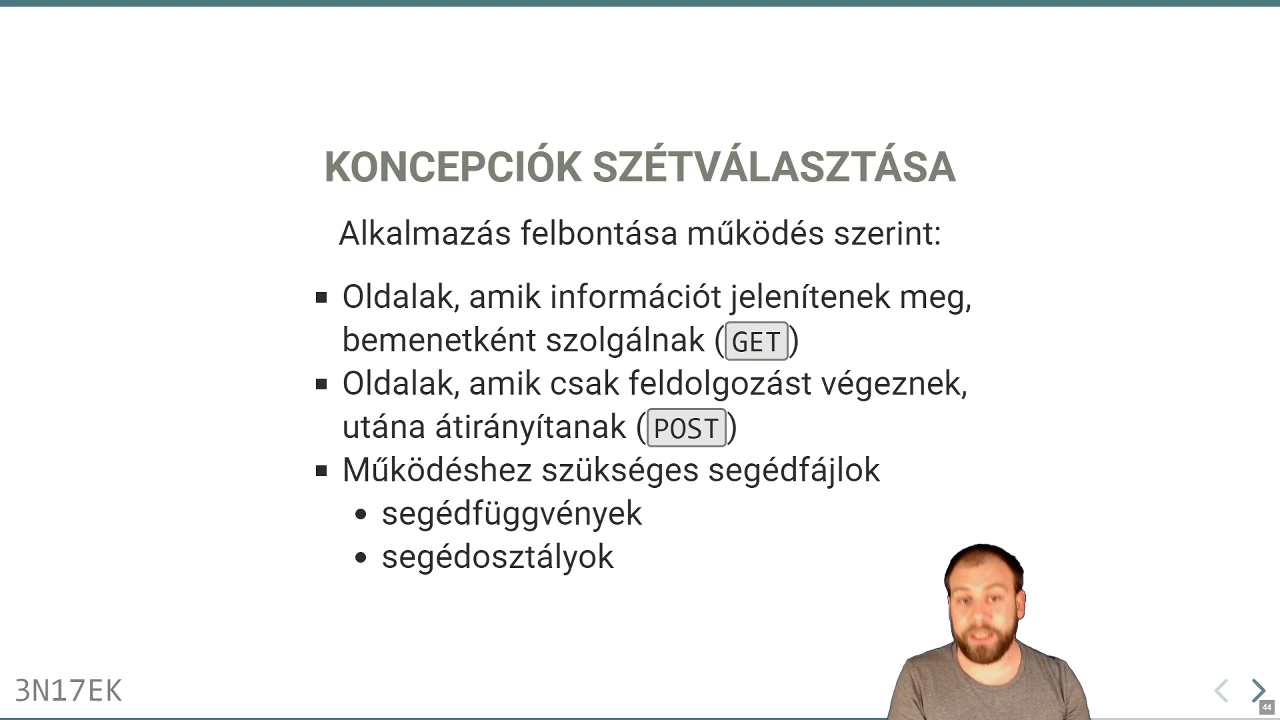 KONCEPCIÓK SZÉTVÁLASZTÁSA
Alkalmazás felbontása működés szerint:
Oldalak, amik információt jelenítenek meg,
bemenetként szolgálnak (GET)
Oldalak, amik csak feldolgozást végeznek,
utána átirányítanak (POST)
Működéshez szükséges segédfájlok
segédfüggvények
segédosztályok
3N17EK
44